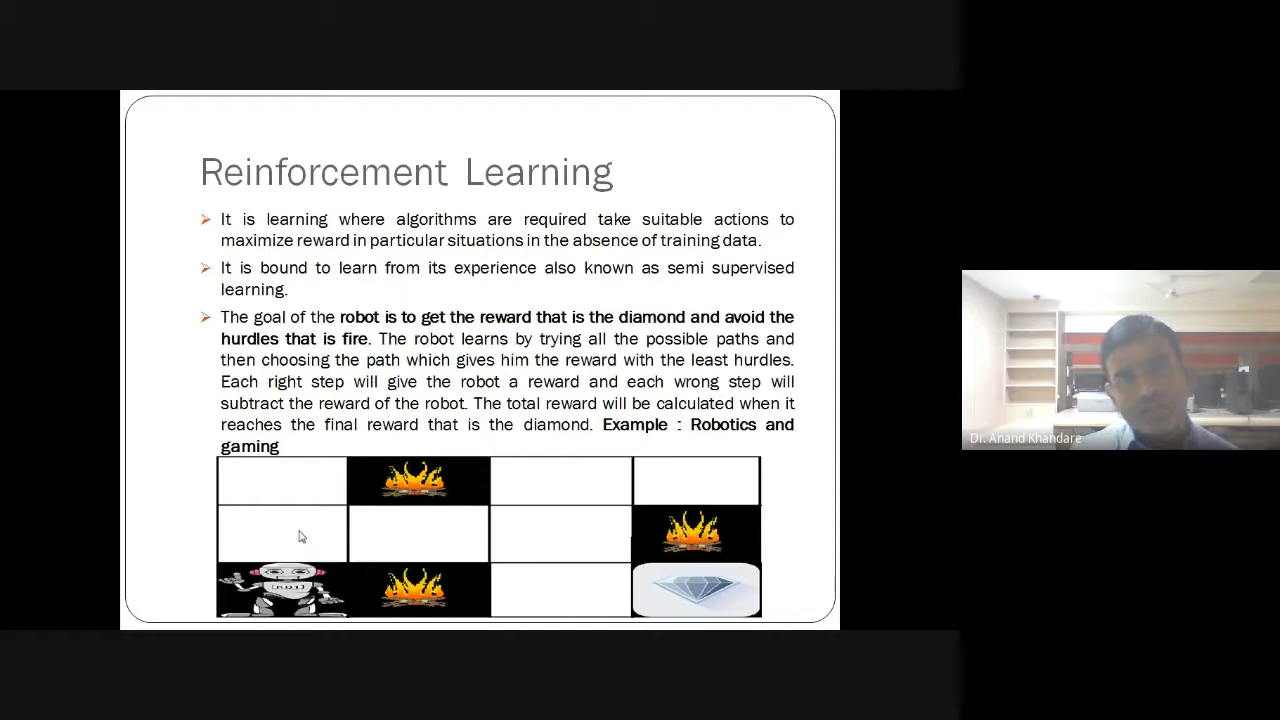 Reinforcement Learning
It is learning where algorithms are required take suitable actions to
maximize reward in particular situations in the absence of training data.
It is bound to learn from its experience also known as semi supervised
learning.
The goal of the robot is to get the reward that is the diamond and avoid the
hurdles that is fire. The robot learns by trying all the possible paths and
then choosing the path which gives him the reward with the least hurdles.
Each right step will give the robot a reward and each wrong step will
subtract the reward of the robot. The total reward will be calculated when it
reaches the final reward that is the diamond. Example : Robotics and
gaming
Dr. Anand Khandare